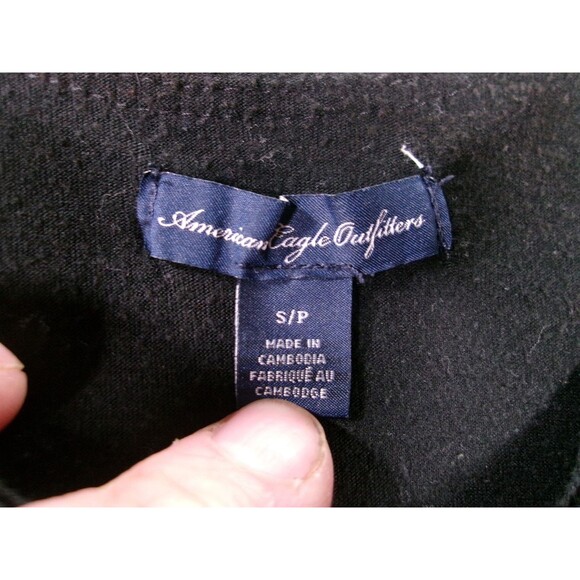 American Eagle Outfitters
S/P
MADE IN
CAMBODIA
FABRIQUÉ AU
CAMBODGE